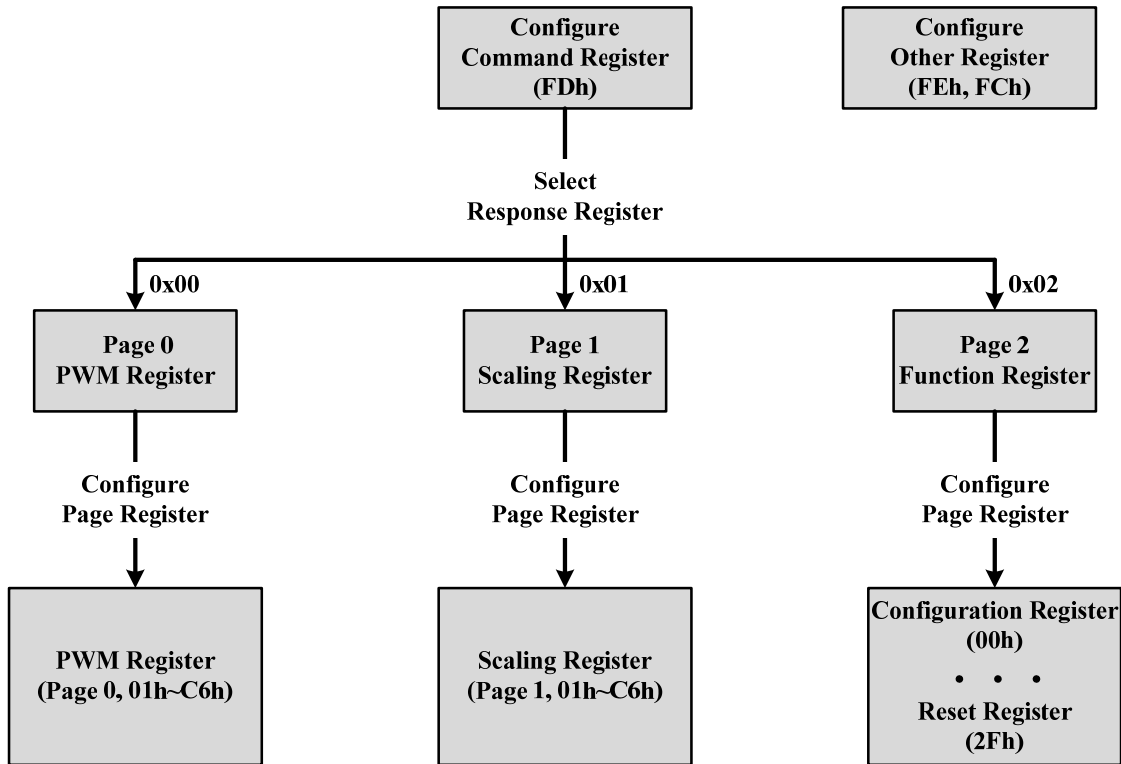 Configure
Command Register
(FDh)
Configure
Other Register
(FEh, FCh)
Select
Response Register
0x00
0x01
0x02
Page 0
PWM Register
Page 1
Scaling Register
Page 2
Function Register
Configure
Page Register
Configure
Page Register
Configure
Page Register
PWM Register
(Page 0, 01h~C6h)
Scaling Register
(Page 1, 01h~C6h)
Configuration Register
(00h)
• • •
Reset Register
(2Fh)